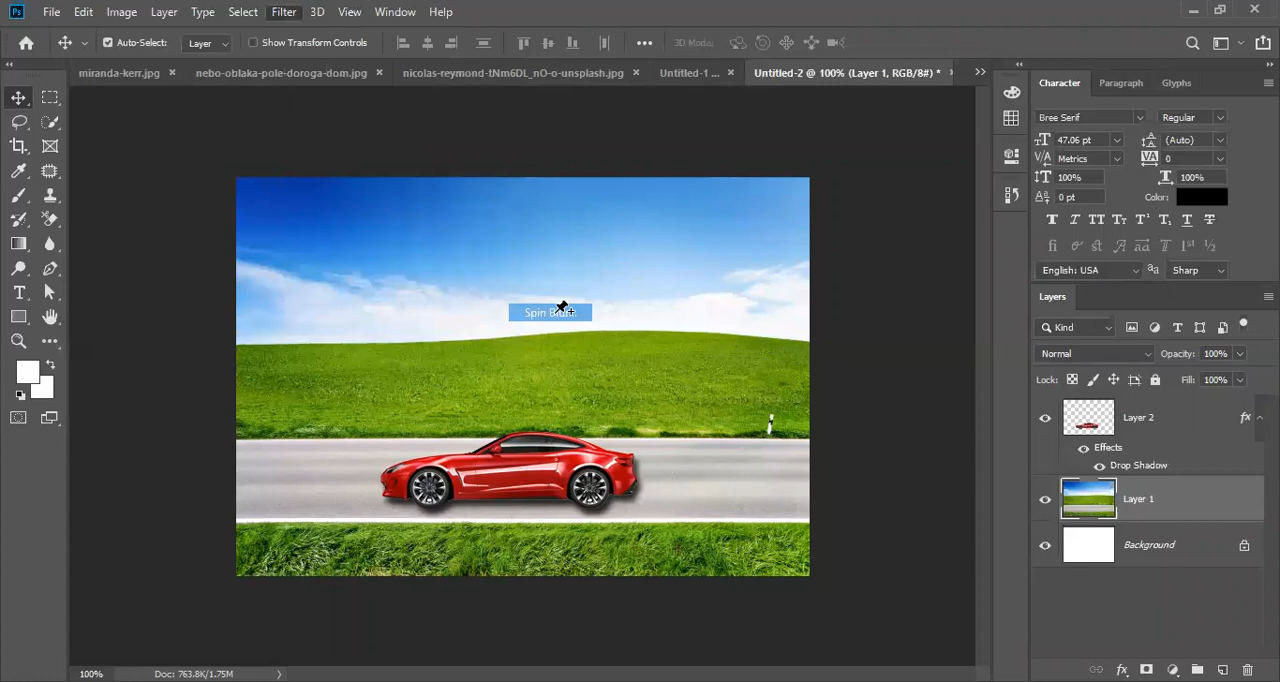 Ps File Edit Image Layer Type Select Filter 3D View Window Help
Auto-Select: Layer Show Transform Controls 3D Mode:
miranda-kerr.jpg × nebo-oblaka-pole-doroga-dom.jpg × nicolas-reymond-tNm6DL_nO-o-unsplash.jpg × Untitled-1 ... × Untitled-2 @ 100% (Layer 1, RGB/8#) *
Character Paragraph Glyphs
Bree Serif Regular
47.06 pt (Auto)
Metrics 0
100% 100%
0 pt Color:
English: USA Sharp
Layers
Kind
Normal Opacity: 100%
Lock: Fill: 100%
Layer 2 fx
Effects
Drop Shadow
Layer 1
Background
Spin
100% Doc: 763.8K/1.75M